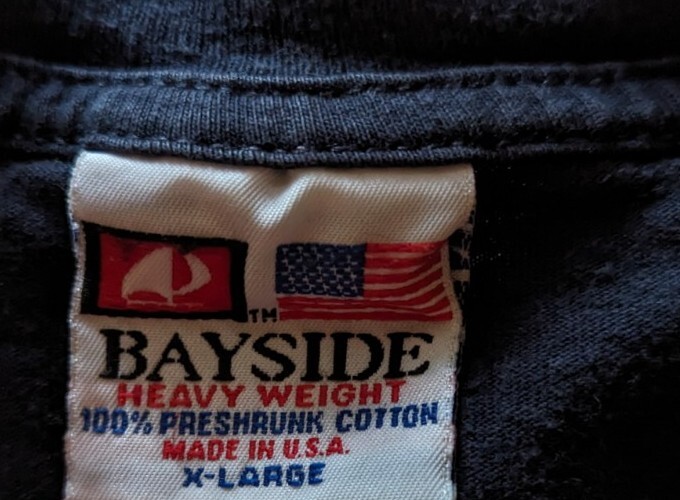 TM
BAYSIDE
HEAVY WEIGHT
100% PRESHRUNK COTTON
MADE IN U.S.A.
X-LARGE